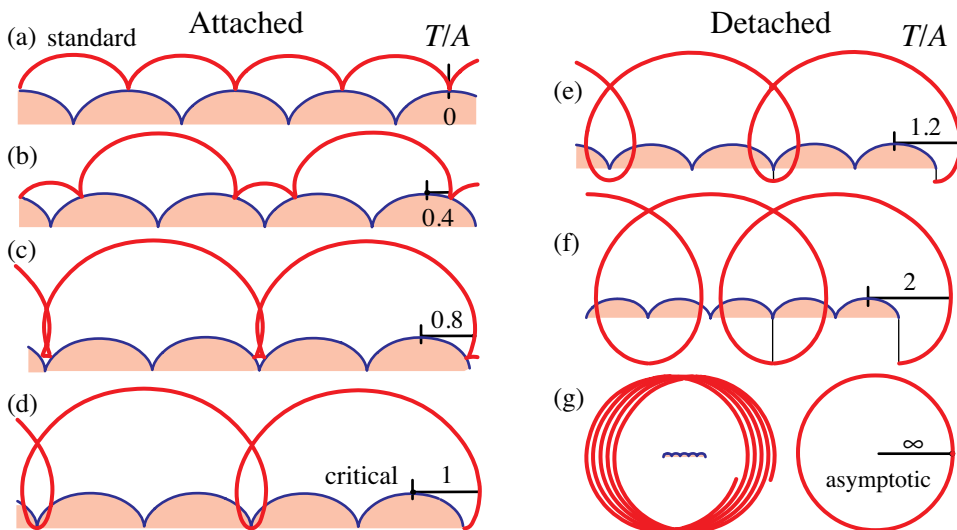 Attached
(a) standard T/A
0
(b)
0.4
(c)
0.8
(d)
critical 1
Detached
T/A
(e)
1.2
(f)
2
(g)
∞
asymptotic